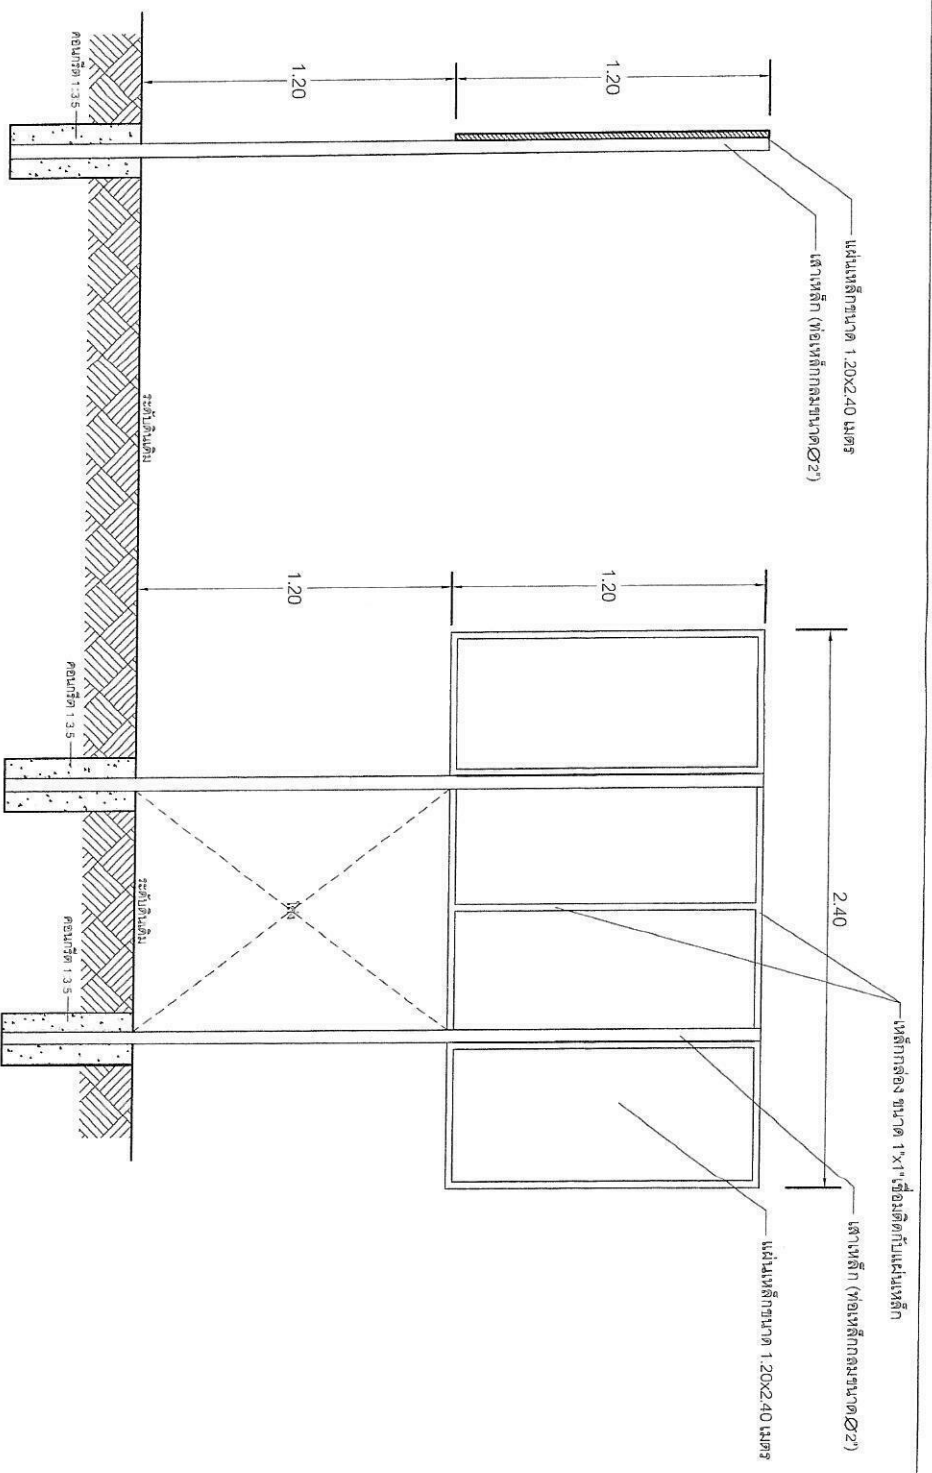 แผ่นเหล็กขนาด 1.20x2.40 เมตร
เสาเหล็ก (ท่อเหล็กกลมขนาดØ2")
1.20
1.20
ระดับดินเดิม
คอนกรีต 1:3:5
เหล็กกล่อง ขนาด 1"x1"เชื่อมติดกับแผ่นเหล็ก
เสาเหล็ก (ท่อเหล็กกลมขนาดØ2")
แผ่นเหล็กขนาด 1.20x2.40 เมตร
2.40
1.20
1.20
ระดับดินเดิม
คอนกรีต 1:3:5
คอนกรีต 1:3:5